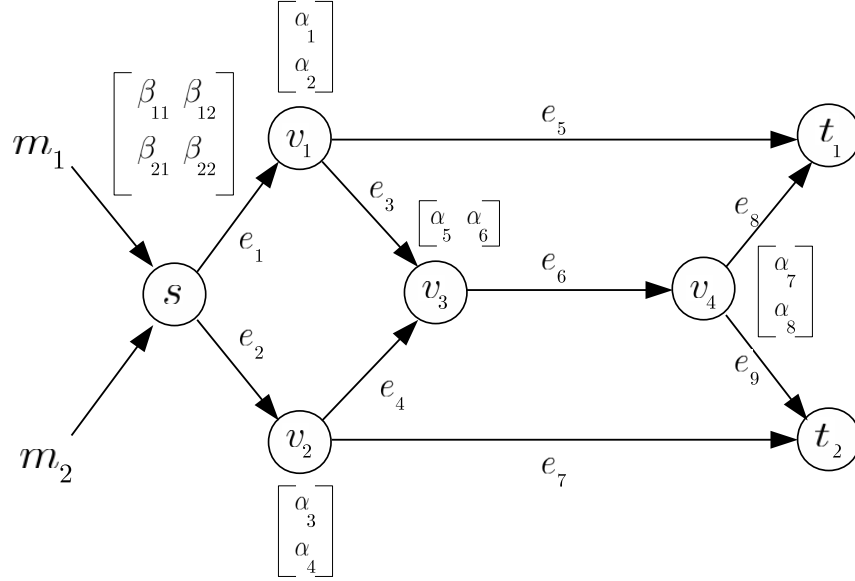 α₁
α₂
β₁₁ β₁₂
β₂₁ β₂₂
m₁
v₁
e₅
t₁
e₃
α₅ α₆
e₈
e₁
s
v₃
e₆
v₄
α₇
α₈
e₂
e₄
e₉
m₂
v₂
e₇
t₂
α₃
α₄